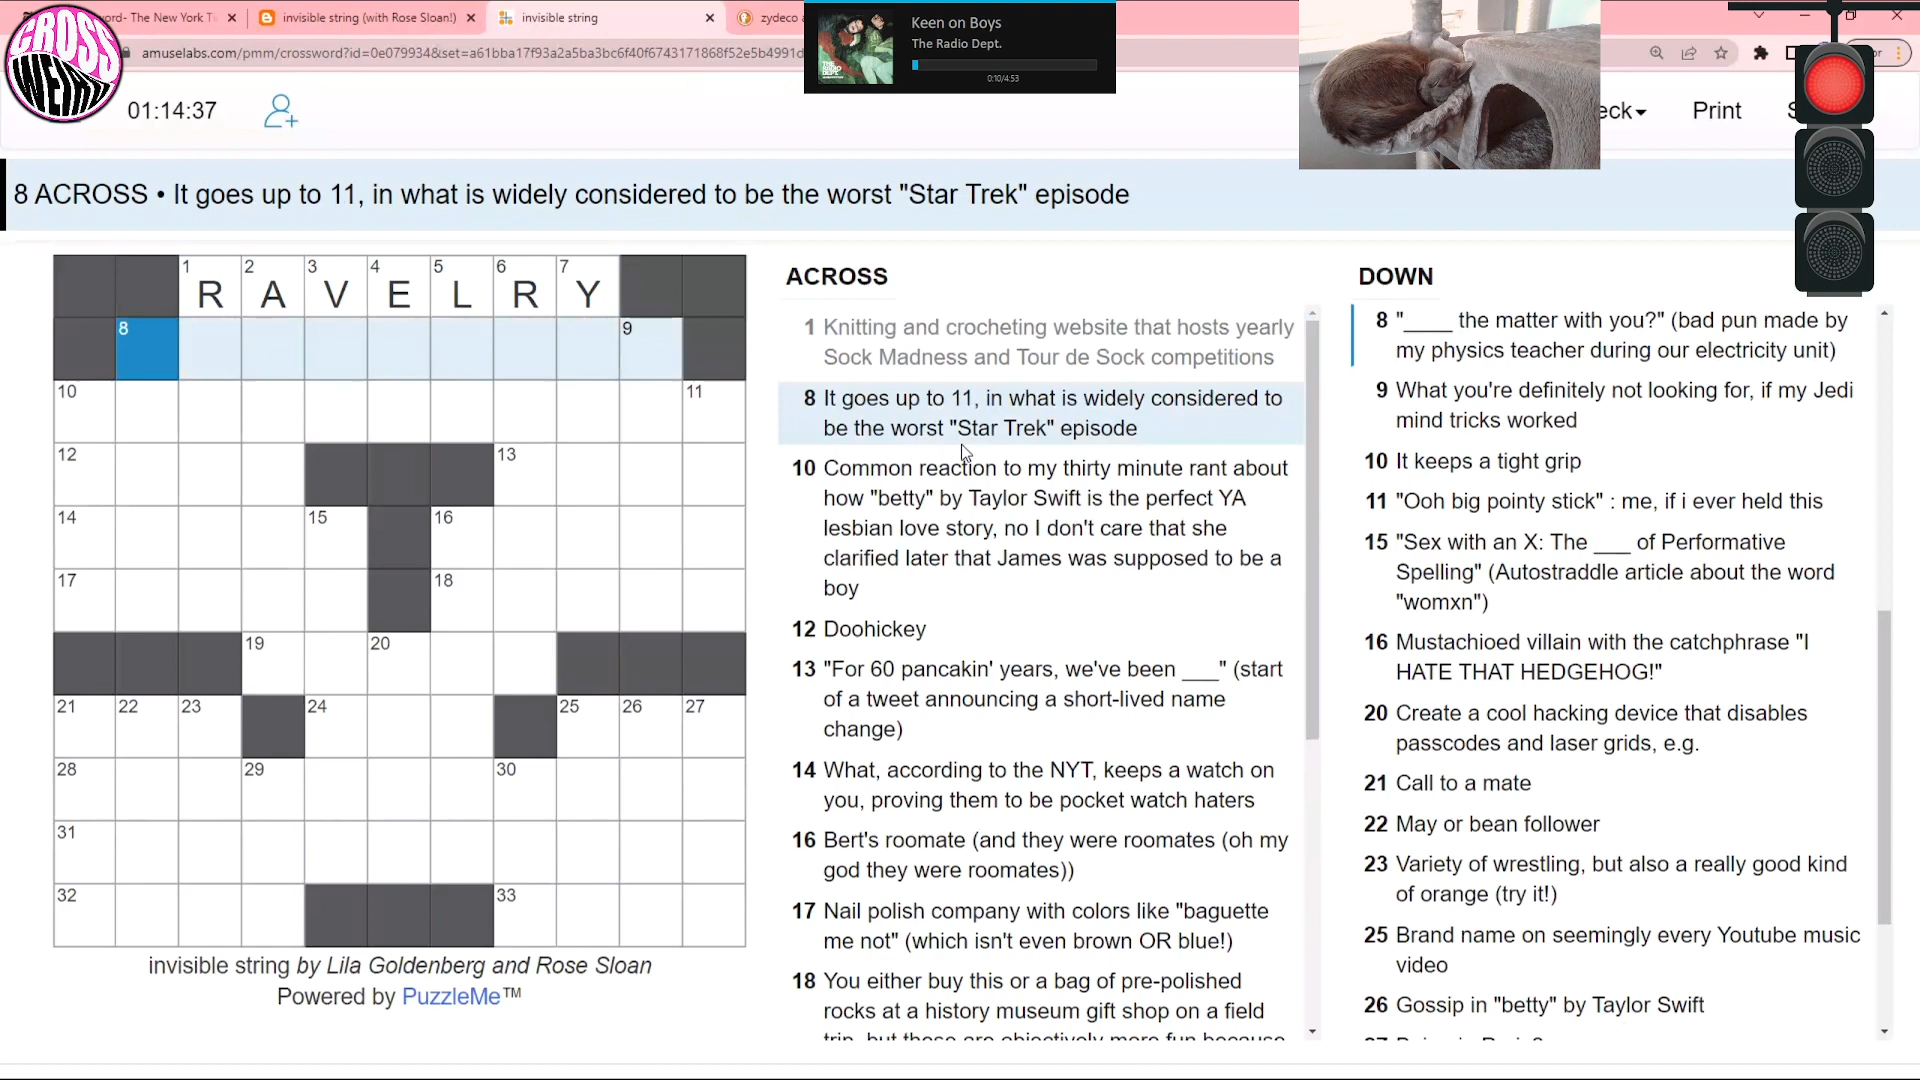 word- The New York Ti
invisible string (with Rose Sloan!)
invisible string
zydeco a
Keen on Boys
The Radio Dept.
0:10/4:53
amuselabs.com/pmm/crossword?id=0e079934&set=a61bba17f93a2a5ba3bc6f40f6743171868f52e5b4991d
CROSS
WEIRD
01:14:37
eck
Print
8 ACROSS • It goes up to 11, in what is widely considered to be the worst "Star Trek" episode
1 2 3 4 5 6 7
R A V E L R Y
8 9
10 11
12 13
14 15 16
17 18
19 20
21 22 23 24 25 26 27
28 29 30
31
32 33
invisible string by Lila Goldenberg and Rose Sloan
Powered by PuzzleMe™
ACROSS
1 Knitting and crocheting website that hosts yearly
Sock Madness and Tour de Sock competitions
8 It goes up to 11, in what is widely considered to
be the worst "Star Trek" episode
10 Common reaction to my thirty minute rant about
how "betty" by Taylor Swift is the perfect YA
lesbian love story, no I don't care that she
clarified later that James was supposed to be a
boy
12 Doohickey
13 "For 60 pancakin' years, we've been ___" (start
of a tweet announcing a short-lived name
change)
14 What, according to the NYT, keeps a watch on
you, proving them to be pocket watch haters
16 Bert's roomate (and they were roomates (oh my
god they were roomates))
17 Nail polish company with colors like "baguette
me not" (which isn't even brown OR blue!)
18 You either buy this or a bag of pre-polished
rocks at a history museum gift shop on a field
trip, but these are objectively more fun because
DOWN
8 "____ the matter with you?" (bad pun made by
my physics teacher during our electricity unit)
9 What you're definitely not looking for, if my Jedi
mind tricks worked
10 It keeps a tight grip
11 "Ooh big pointy stick" : me, if i ever held this
15 "Sex with an X: The ___ of Performative
Spelling" (Autostraddle article about the word
"womxn")
16 Mustachioed villain with the catchphrase "I
HATE THAT HEDGEHOG!"
20 Create a cool hacking device that disables
passcodes and laser grids, e.g.
21 Call to a mate
22 May or bean follower
23 Variety of wrestling, but also a really good kind
of orange (try it!)
25 Brand name on seemingly every Youtube music
video
26 Gossip in "betty" by Taylor Swift